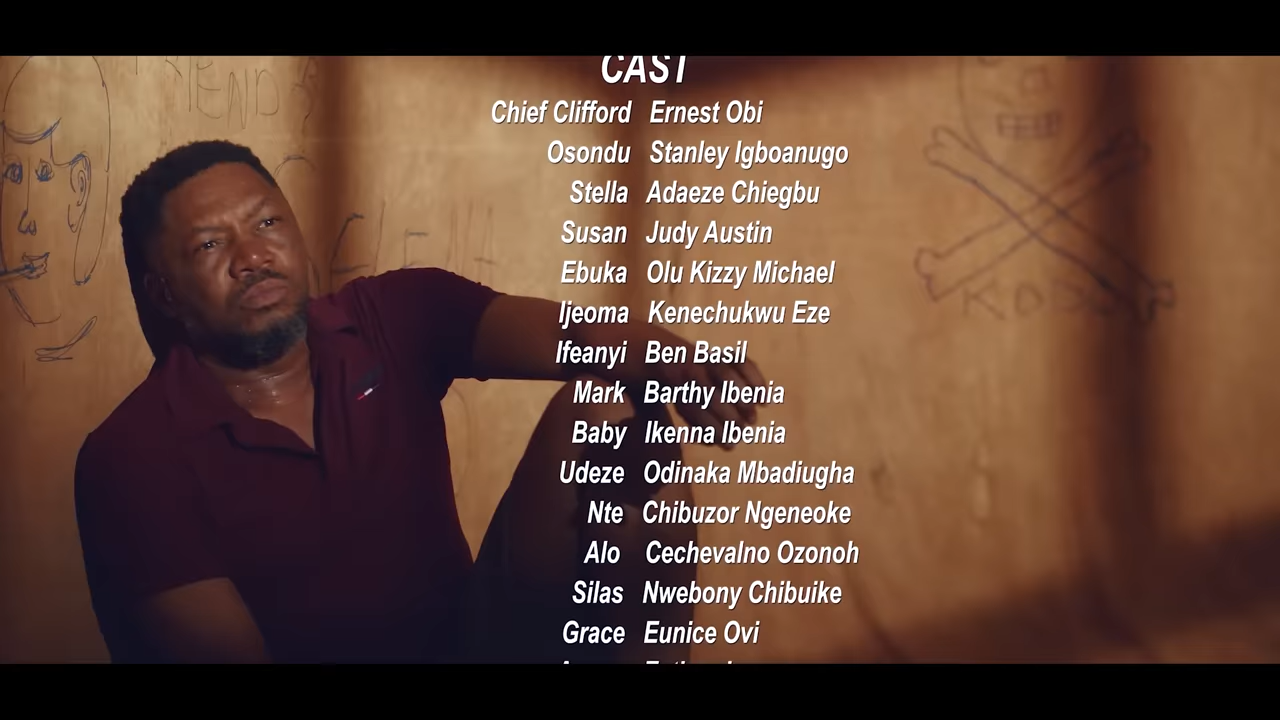 CAST
Chief Clifford Ernest Obi
Osondu Stanley Igboanugo
Stella Adaeze Chiegbu
Susan Judy Austin
Ebuka Olu Kizzy Michael
Ijeoma Kenechukwu Eze
Ifeanyi Ben Basil
Mark Barthy Ibenia
Baby Ikenna Ibenia
Udeze Odinaka Mbadiugha
Nte Chibuzor Ngeneoke
Alo Cechevalno Ozonoh
Silas Nwebony Chibuike
Grace Eunice Ovi